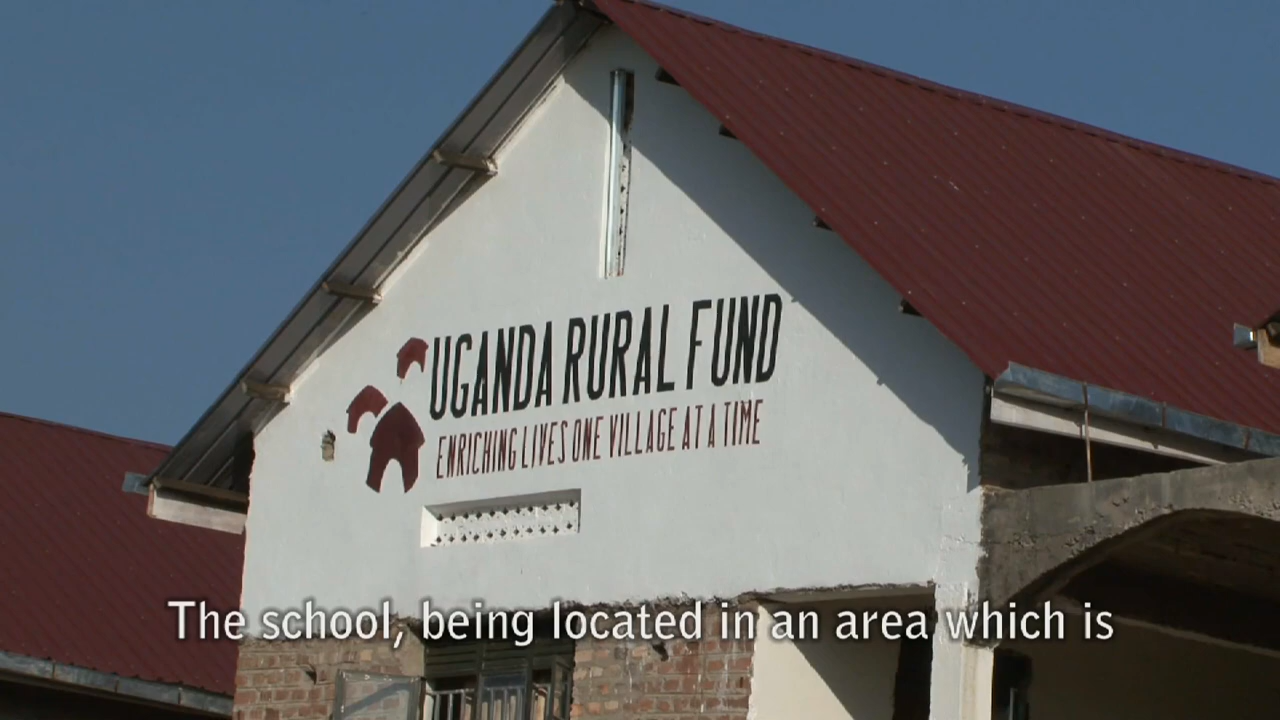 UGANDA RURAL FUND
ENRICHING LIVES ONE VILLAGE AT A TIME
The school, being located in an area which is